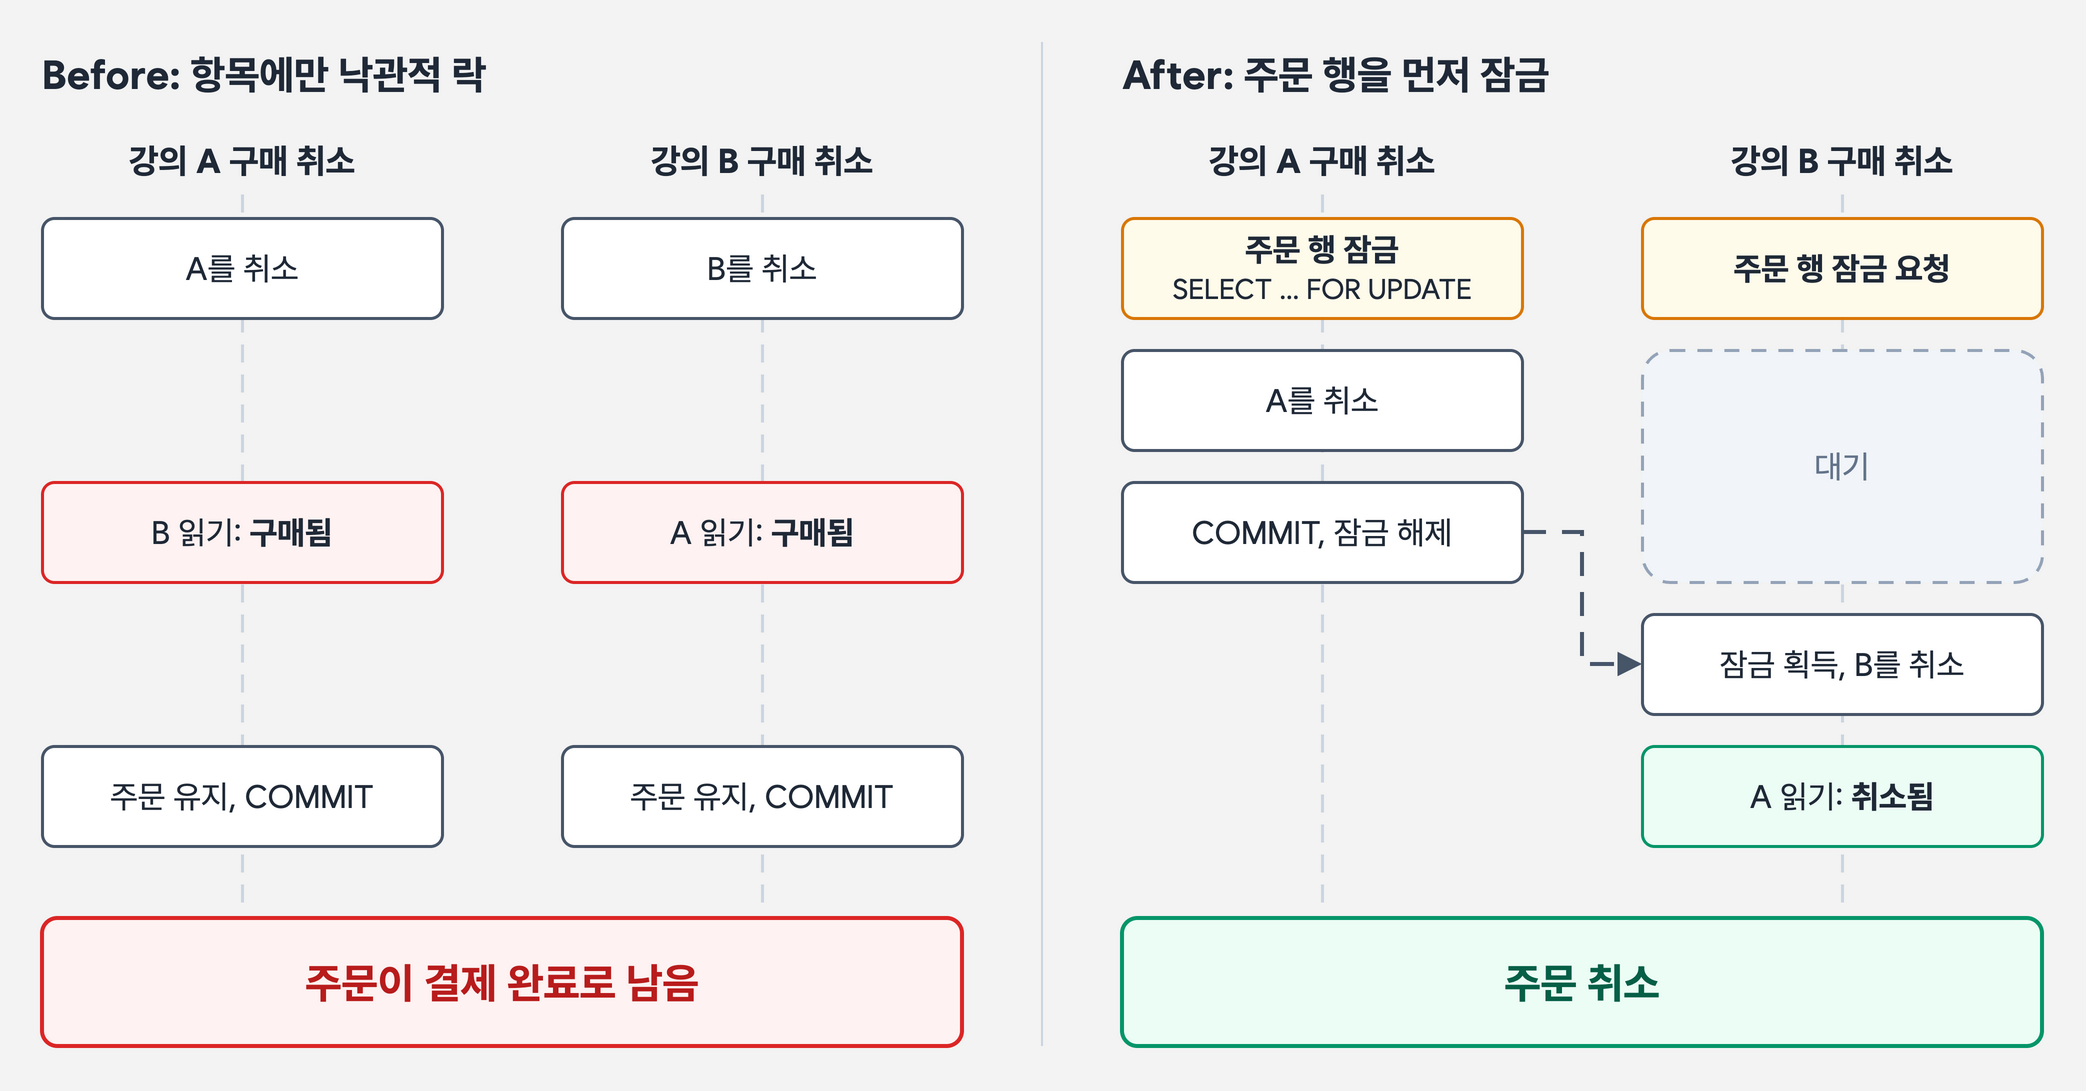 Before: 항목에만 낙관적 락
강의 A 구매 취소
강의 B 구매 취소
A를 취소
B를 취소
B 읽기: 구매됨
A 읽기: 구매됨
주문 유지, COMMIT
주문 유지, COMMIT
주문이 결제 완료로 남음
After: 주문 행을 먼저 잠금
강의 A 구매 취소
강의 B 구매 취소
주문 행 잠금
SELECT ... FOR UPDATE
주문 행 잠금 요청
A를 취소
대기
COMMIT, 잠금 해제
잠금 획득, B를 취소
A 읽기: 취소됨
주문 취소